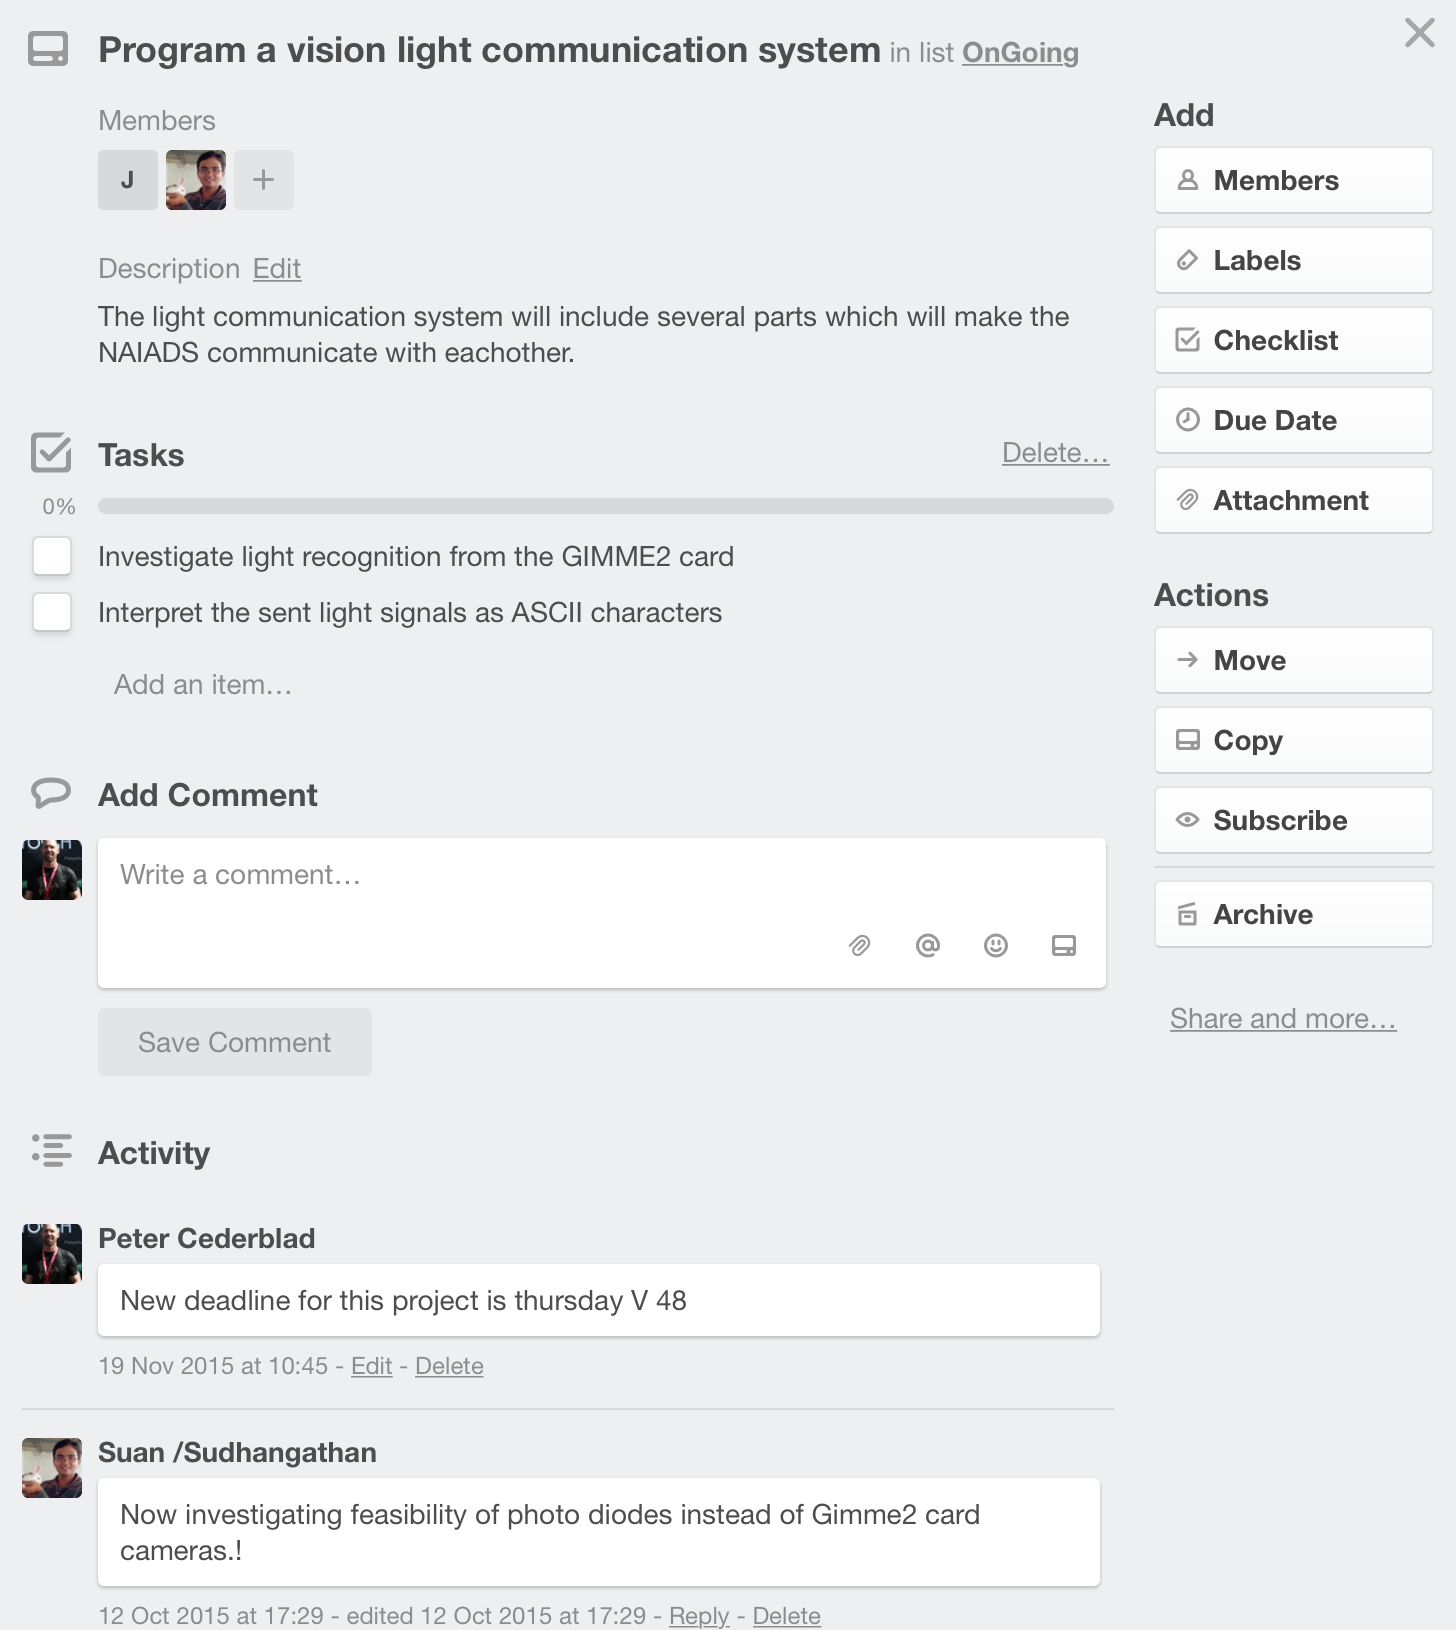 Program a vision light communication system in list OnGoing
Members
J
Description Edit
The light communication system will include several parts which will make the
NAIADS communicate with eachother.
Tasks
Delete…
0%
Investigate light recognition from the GIMME2 card
Interpret the sent light signals as ASCII characters
Add an item…
Add Comment
Write a comment…
Save Comment
Activity
Peter Cederblad
New deadline for this project is thursday V 48
19 Nov 2015 at 10:45 - Edit - Delete
Suan /Sudhangathan
Now investigating feasibility of photo diodes instead of Gimme2 card
cameras.!
12 Oct 2015 at 17:29 - edited 12 Oct 2015 at 17:29 - Reply - Delete
Add
Members
Labels
Checklist
Due Date
Attachment
Actions
Move
Copy
Subscribe
Archive
Share and more…